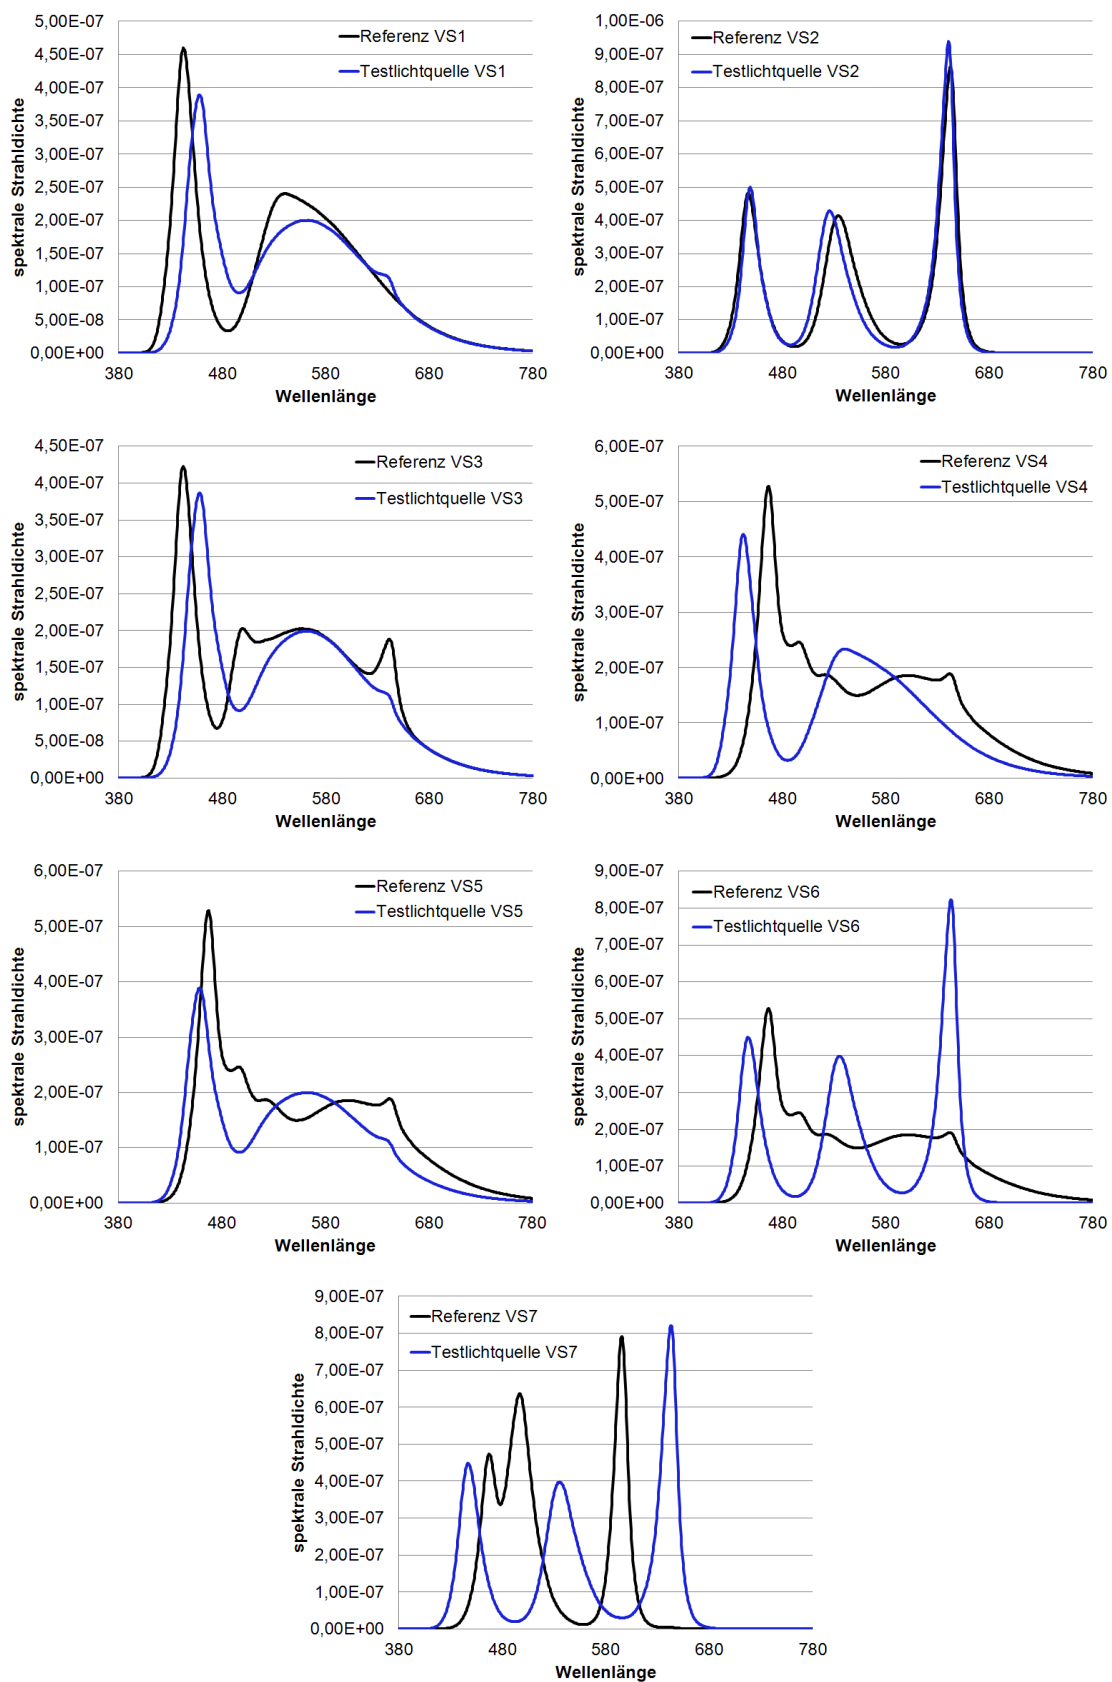 5,00E-07
4,50E-07
4,00E-07
3,50E-07
3,00E-07
2,50E-07
2,00E-07
1,50E-07
1,00E-07
5,00E-08
0,00E+00
spektrale Strahldichte
Referenz VS1
Testlichtquelle VS1
380 480 580 680 780
Wellenlänge
1,00E-06
9,00E-07
8,00E-07
7,00E-07
6,00E-07
5,00E-07
4,00E-07
3,00E-07
2,00E-07
1,00E-07
0,00E+00
spektrale Strahldichte
Referenz VS2
Testlichtquelle VS2
380 480 580 680 780
Wellenlänge
4,50E-07
4,00E-07
3,50E-07
3,00E-07
2,50E-07
2,00E-07
1,50E-07
1,00E-07
5,00E-08
0,00E+00
spektrale Strahldichte
Referenz VS3
Testlichtquelle VS3
380 480 580 680 780
Wellenlänge
6,00E-07
5,00E-07
4,00E-07
3,00E-07
2,00E-07
1,00E-07
0,00E+00
spektrale Strahldichte
Referenz VS4
Testlichtquelle VS4
380 480 580 680 780
Wellenlänge
6,00E-07
5,00E-07
4,00E-07
3,00E-07
2,00E-07
1,00E-07
0,00E+00
spektrale Strahldichte
Referenz VS5
Testlichtquelle VS5
380 480 580 680 780
Wellenlänge
9,00E-07
8,00E-07
7,00E-07
6,00E-07
5,00E-07
4,00E-07
3,00E-07
2,00E-07
1,00E-07
0,00E+00
spektrale Strahldichte
Referenz VS6
Testlichtquelle VS6
380 480 580 680 780
Wellenlänge
9,00E-07
8,00E-07
7,00E-07
6,00E-07
5,00E-07
4,00E-07
3,00E-07
2,00E-07
1,00E-07
0,00E+00
spektrale Strahldichte
Referenz VS7
Testlichtquelle VS7
380 480 580 680 780
Wellenlänge